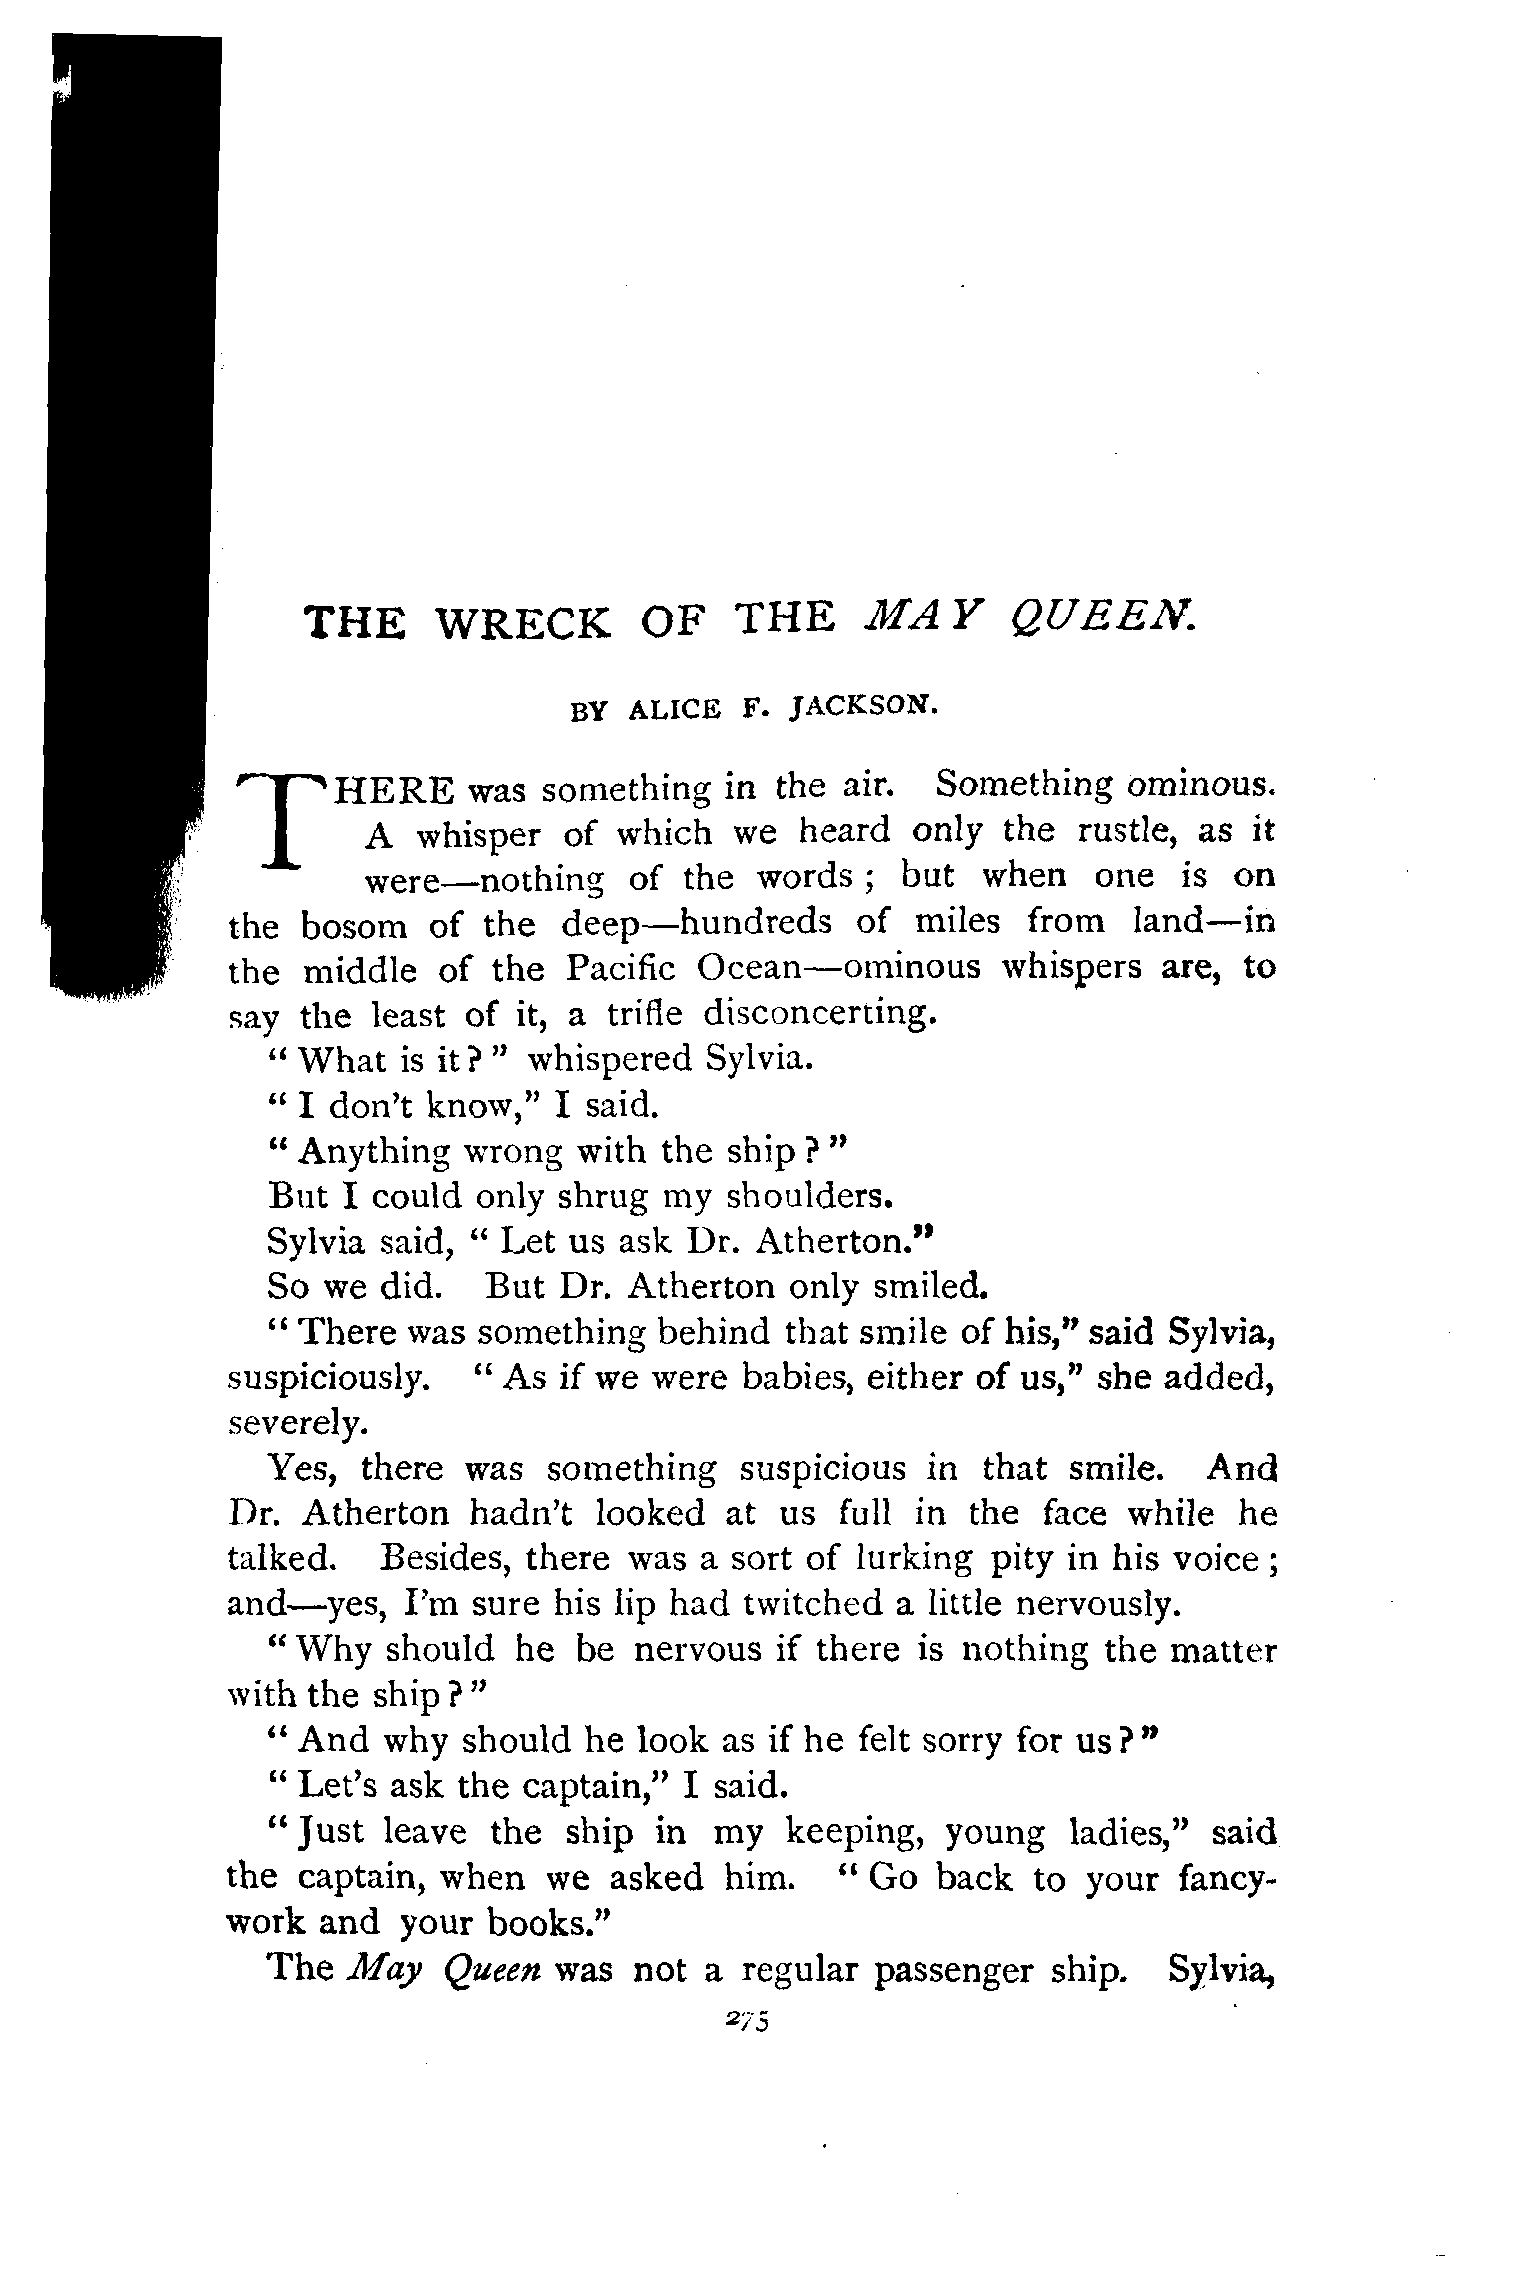 THE WRECK OF THE MAY QUEEN.
BY ALICE F. JACKSON.
THERE was something in the air. Something ominous.
A whisper of which we heard only the rustle, as it
were—nothing of the words ; but when one is on
the bosom of the deep—hundreds of miles from land—in
the middle of the Pacific Ocean—ominous whispers are, to
say the least of it, a trifle disconcerting.
“ What is it ? ” whispered Sylvia.
“ I don’t know,” I said.
“ Anything wrong with the ship ? ”
But I could only shrug my shoulders.
Sylvia said, “ Let us ask Dr. Atherton.”
So we did. But Dr. Atherton only smiled.
“ There was something behind that smile of his,” said Sylvia,
suspiciously. “ As if we were babies, either of us,” she added,
severely.
Yes, there was something suspicious in that smile. And
Dr. Atherton hadn’t looked at us full in the face while he
talked. Besides, there was a sort of lurking pity in his voice ;
and—yes, I’m sure his lip had twitched a little nervously.
“ Why should he be nervous if there is nothing the matter
with the ship ? ”
“ And why should he look as if he felt sorry for us ? ”
“ Let’s ask the captain,” I said.
“ Just leave the ship in my keeping, young ladies,” said
the captain, when we asked him. “ Go back to your fancy-
work and your books.”
The May Queen was not a regular passenger ship. Sylvia,
275